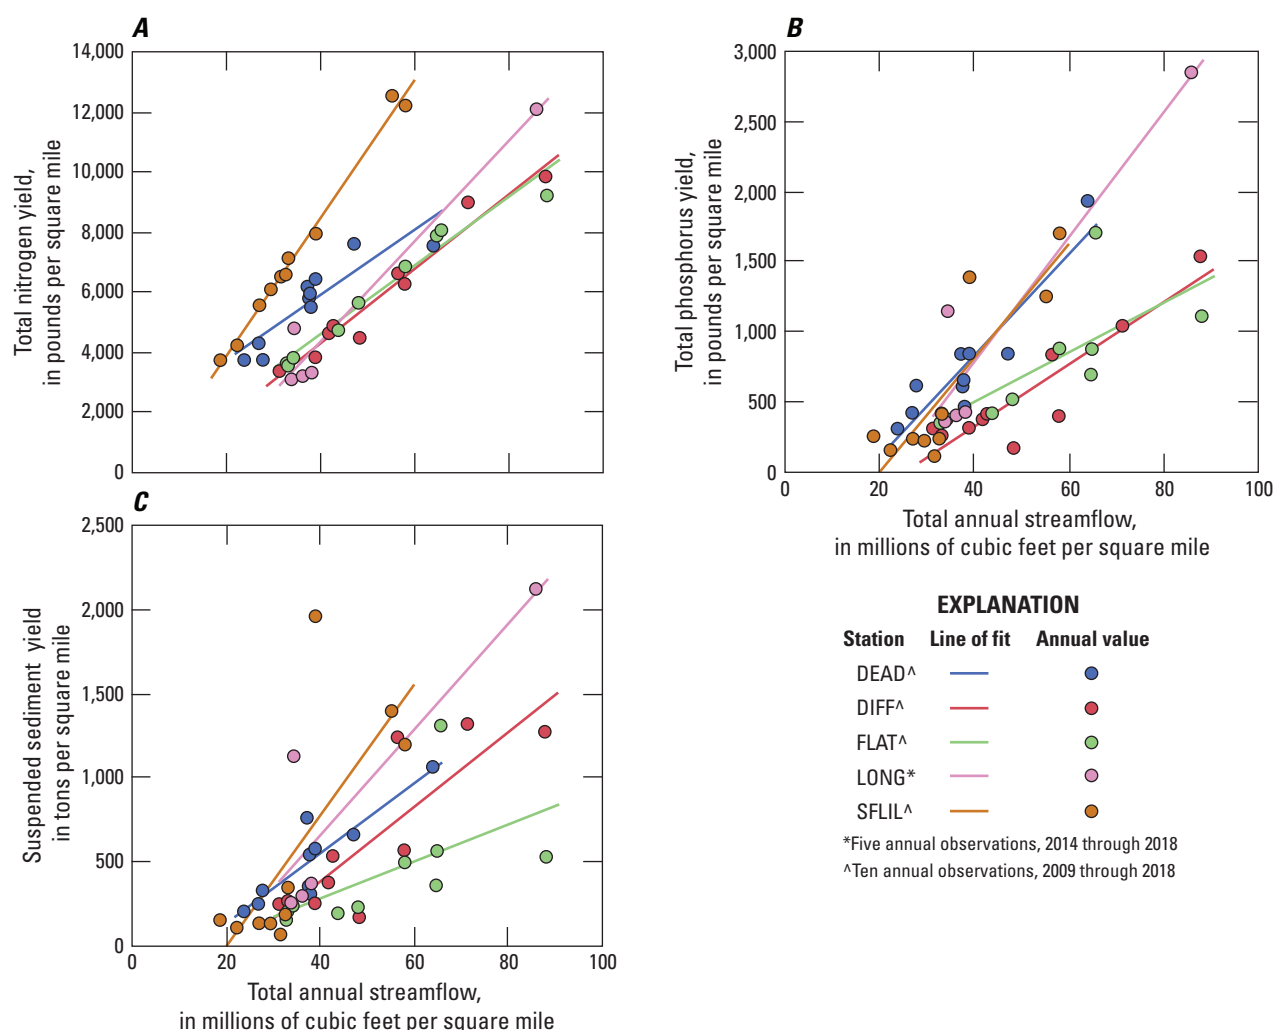 A
Total nitrogen yield,
in pounds per square mile
14,000
12,000
10,000
8,000
6,000
4,000
2,000
0
B
Total phosphorus yield,
in pounds per square mile
3,000
2,500
2,000
1,500
1,000
500
0
0 20 40 60 80 100
Total annual streamflow,
in millions of cubic feet per square mile
C
Suspended sediment yield
in tons per square mile
2,500
2,000
1,500
1,000
500
0
0 20 40 60 80 100
Total annual streamflow,
in millions of cubic feet per square mile
EXPLANATION
Station Line of fit Annual value
DEAD^
DIFF^
FLAT^
LONG*
SFLIL^
*Five annual observations, 2014 through 2018
^Ten annual observations, 2009 through 2018